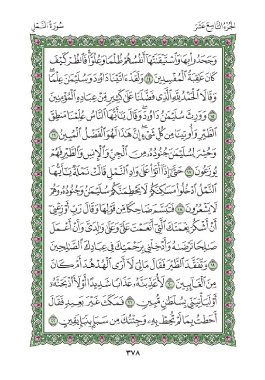 الجزء التاسع عشر سورة النمل
وَجَحَدُوا۟ بِهَا وَٱسْتَيْقَنَتْهَآ أَنفُسُهُمْ ظُلْمًا وَعُلُوًّا ۚ فَٱنظُرْ كَيْفَ
كَانَ عَٰقِبَةُ ٱلْمُفْسِدِينَ ١٤ وَلَقَدْ ءَاتَيْنَا دَاوُۥدَ وَسُلَيْمَٰنَ عِلْمًا ۖ
وَقَالَا ٱلْحَمْدُ لِلَّهِ ٱلَّذِى فَضَّلَنَا عَلَىٰ كَثِيرٍ مِّنْ عِبَادِهِ ٱلْمُؤْمِنِينَ
١٥ وَوَرِثَ سُلَيْمَٰنُ دَاوُۥدَ ۖ وَقَالَ يَٰٓأَيُّهَا ٱلنَّاسُ عُلِّمْنَا مَنطِقَ
ٱلطَّيْرِ وَأُوتِينَا مِن كُلِّ شَىْءٍ ۖ إِنَّ هَٰذَا لَهُوَ ٱلْفَضْلُ ٱلْمُبِينُ ١٦
وَحُشِرَ لِسُلَيْمَٰنَ جُنُودُهُۥ مِنَ ٱلْجِنِّ وَٱلْإِنسِ وَٱلطَّيْرِ فَهُمْ
يُوزَعُونَ ١٧ حَتَّىٰٓ إِذَآ أَتَوْا۟ عَلَىٰ وَادِ ٱلنَّمْلِ قَالَتْ نَمْلَةٌ يَٰٓأَيُّهَا
ٱلنَّمْلُ ٱدْخُلُوا۟ مَسَٰكِنَكُمْ لَا يَحْطِمَنَّكُمْ سُلَيْمَٰنُ وَجُنُودُهُۥ وَهُمْ
لَا يَشْعُرُونَ ١٨ فَتَبَسَّمَ ضَاحِكًا مِّن قَوْلِهَا وَقَالَ رَبِّ أَوْزِعْنِىٓ
أَنْ أَشْكُرَ نِعْمَتَكَ ٱلَّتِىٓ أَنْعَمْتَ عَلَىَّ وَعَلَىٰ وَٰلِدَىَّ وَأَنْ أَعْمَلَ
صَٰلِحًا تَرْضَىٰهُ وَأَدْخِلْنِى بِرَحْمَتِكَ فِى عِبَادِكَ ٱلصَّٰلِحِينَ
١٩ وَتَفَقَّدَ ٱلطَّيْرَ فَقَالَ مَا لِىَ لَآ أَرَى ٱلْهُدْهُدَ أَمْ كَانَ
مِنَ ٱلْغَآئِبِينَ ٢٠ لَأُعَذِّبَنَّهُۥ عَذَابًا شَدِيدًا أَوْ لَأَا۟ذْبَحَنَّهُۥٓ
أَوْ لَيَأْتِيَنِّى بِسُلْطَٰنٍ مُّبِينٍ ٢١ فَمَكَثَ غَيْرَ بَعِيدٍ فَقَالَ
أَحَطتُ بِمَا لَمْ تُحِطْ بِهِۦ وَجِئْتُكَ مِن سَبَإٍۭ بِنَبَإٍ يَقِينٍ ٢٢
٣٧٨